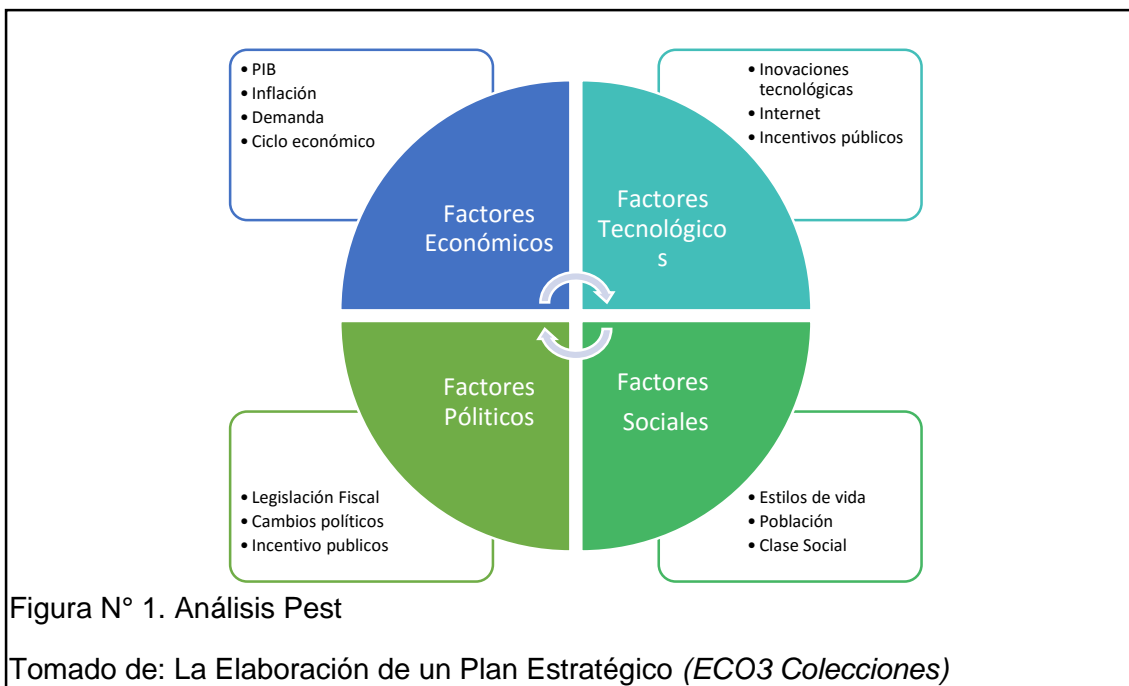 • PIB
• Inflación
• Demanda
• Ciclo económico
• Inovaciones
tecnológicas
• Internet
• Incentivos públicos
Factores
Económicos
Factores
Tecnológico
s
Factores
Póliticos
Factores
Sociales
• Legislación Fiscal
• Cambios políticos
• Incentivo publicos
• Estilos de vida
• Población
• Clase Social
Figura N° 1. Análisis Pest
Tomado de: La Elaboración de un Plan Estratégico (ECO3 Colecciones)